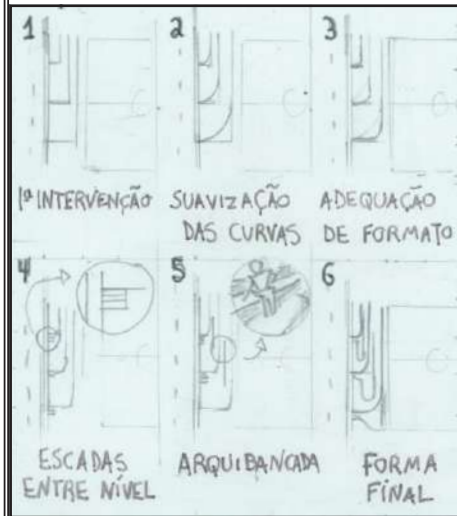 1
1ª INTERVENÇÃO
2
SUAVIZAÇÃO
DAS CURVAS
3
ADEQUAÇÃO
DE FORMATO
4
ESCADAS
ENTRE NÍVEL
5
ARQUIBANCADA
6
FORMA
FINAL